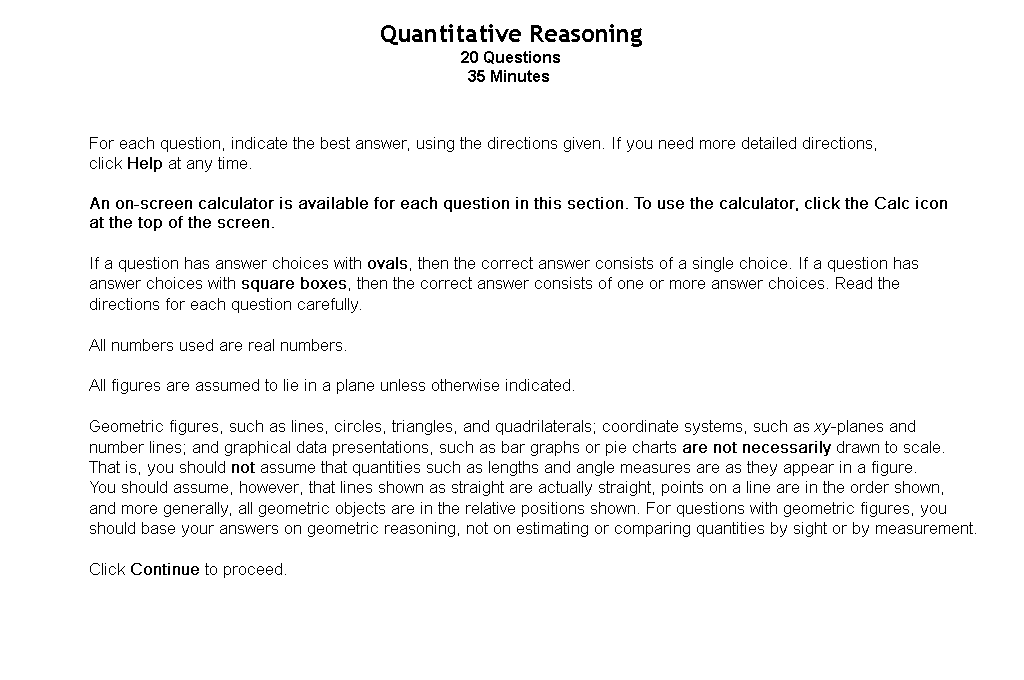 Quantitative Reasoning
20 Questions
35 Minutes
For each question, indicate the best answer, using the directions given. If you need more detailed directions,
click Help at any time.
An on-screen calculator is available for each question in this section. To use the calculator, click the Calc icon
at the top of the screen.
If a question has answer choices with ovals, then the correct answer consists of a single choice. If a question has
answer choices with square boxes, then the correct answer consists of one or more answer choices. Read the
directions for each question carefully.
All numbers used are real numbers.
All figures are assumed to lie in a plane unless otherwise indicated.
Geometric figures, such as lines, circles, triangles, and quadrilaterals; coordinate systems, such as xy-planes and
number lines; and graphical data presentations, such as bar graphs or pie charts are not necessarily drawn to scale.
That is, you should not assume that quantities such as lengths and angle measures are as they appear in a figure.
You should assume, however, that lines shown as straight are actually straight, points on a line are in the order shown,
and more generally, all geometric objects are in the relative positions shown. For questions with geometric figures, you
should base your answers on geometric reasoning, not on estimating or comparing quantities by sight or by measurement.
Click Continue to proceed.